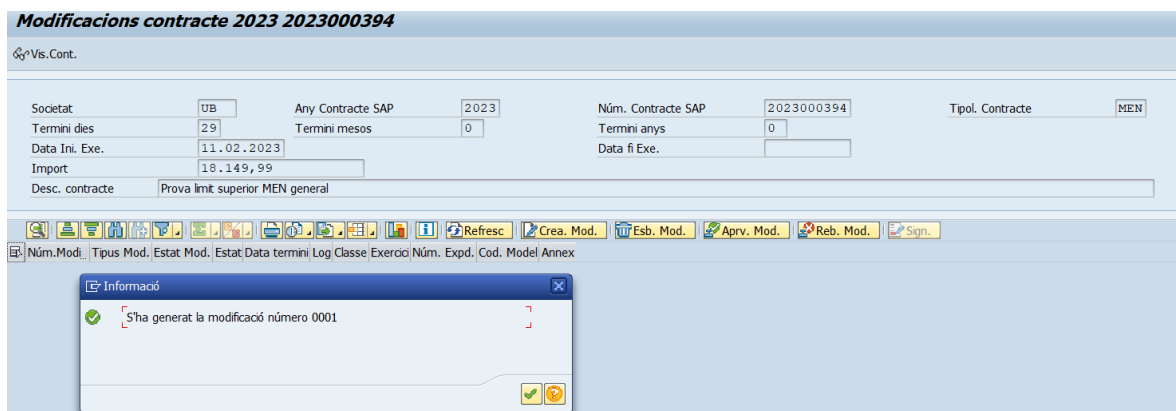 Modificacions contracte 2023 2023000394
Vis.Cont.
Societat UB Any Contracte SAP 2023 Núm. Contracte SAP 2023000394 Tipol. Contracte MEN
Termini dies 29 Termini mesos 0 Termini anys 0
Data Ini. Exe. 11.02.2023 Data fi Exe.
Import 18.149,99
Desc. contracte Prova limit superior MEN general
Refresc Crea. Mod. Esb. Mod. Aprv. Mod. Reb. Mod. Sign.
Núm.Modi.. Tipus Mod. Estat Mod. Estat Data termini Log Classe Exercici Núm. Expd. Cod. Model Annex
Informació
S'ha generat la modificació número 0001